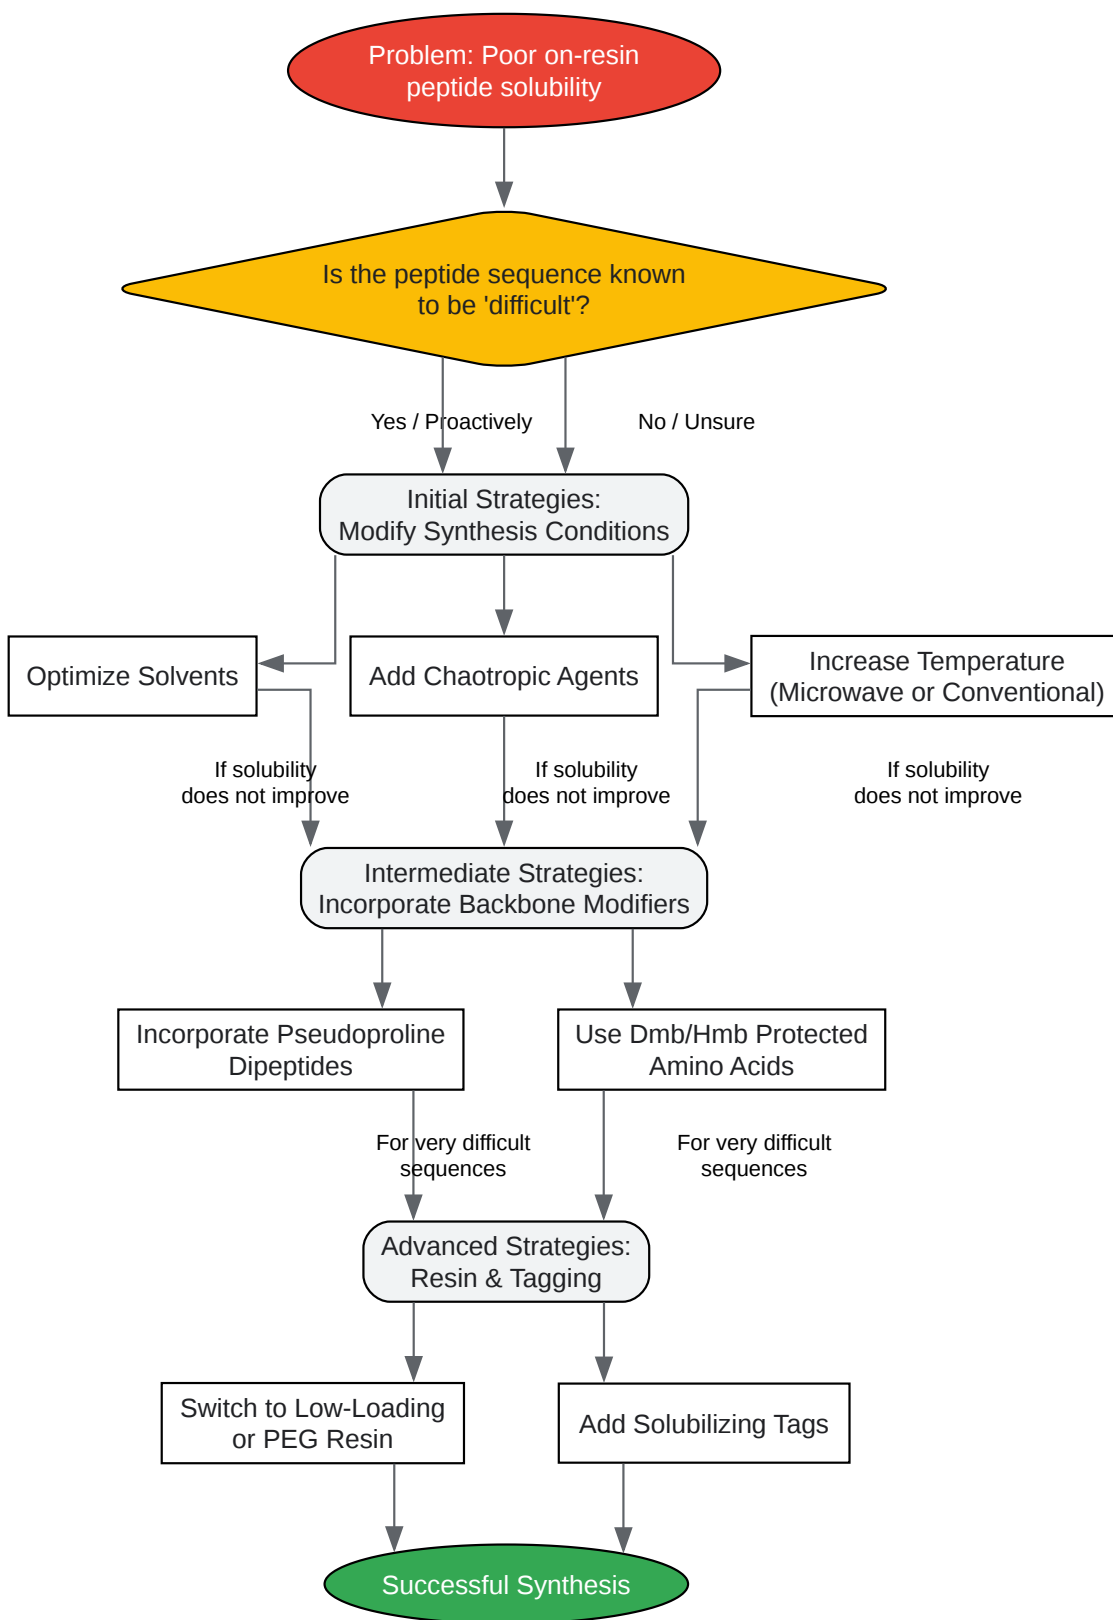 Problem: Poor on-resin
peptide solubility
Is the peptide sequence known
to be 'difficult'?
Yes / Proactively
No / Unsure
Initial Strategies:
Modify Synthesis Conditions
Optimize Solvents
Add Chaotropic Agents
Increase Temperature
(Microwave or Conventional)
If solubility
does not improve
If solubility
does not improve
If solubility
does not improve
Intermediate Strategies:
Incorporate Backbone Modifiers
Incorporate Pseudoproline
Dipeptides
Use Dmb/Hmb Protected
Amino Acids
For very difficult
sequences
For very difficult
sequences
Advanced Strategies:
Resin & Tagging
Switch to Low-Loading
or PEG Resin
Add Solubilizing Tags
Successful Synthesis